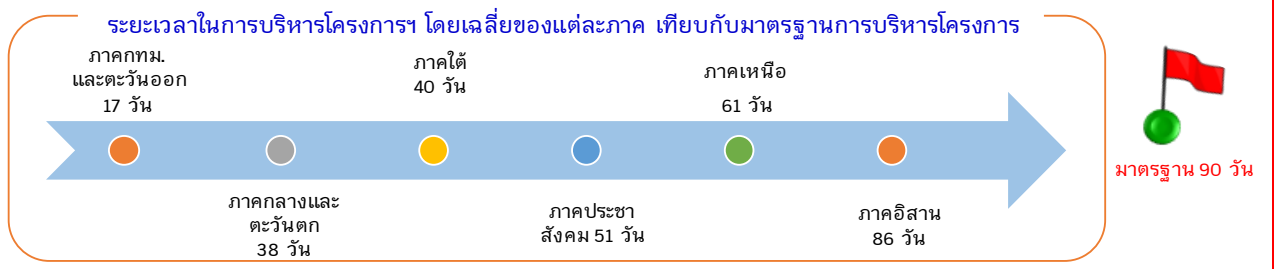 ระยะเวลาในการบริหารโครงการฯ โดยเฉลี่ยของแต่ละภาค เทียบกับมาตรฐานการบริหารโครงการ
ภาคกทม.
และตะวันออก
17 วัน
ภาคกลางและ
ตะวันตก
38 วัน
ภาคใต้
40 วัน
ภาคประชา
สังคม 51 วัน
ภาคเหนือ
61 วัน
ภาคอิสาน
86 วัน
มาตรฐาน 90 วัน